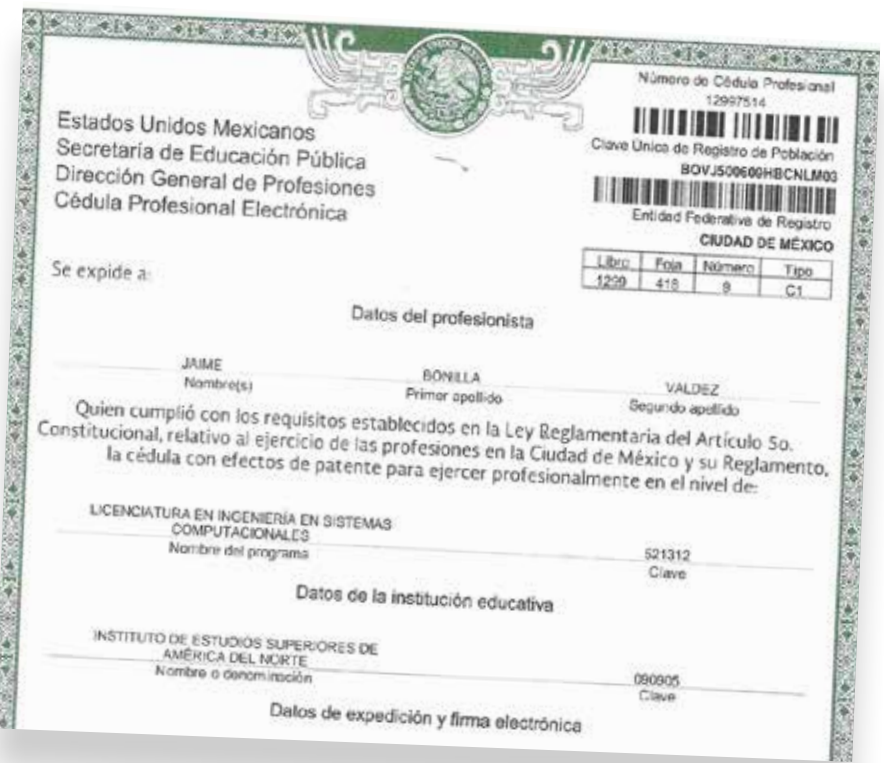 Número de Cédula Profesional
12997514
Estados Unidos Mexicanos
Secretaría de Educación Pública
Dirección General de Profesiones
Cédula Profesional Electrónica
Clave Única de Registro de Población
BOVJ500609HBCNLM03
Entidad Federativa de Registro
CIUDAD DE MÉXICO
Libro Foja Número Tipo
1299 418 9 C1
Se expide a:
Datos del profesionista
JAIME BONILLA VALDEZ
Nombre(s) Primer apellido Segundo apellido
Quien cumplió con los requisitos establecidos en la Ley Reglamentaria del Artículo 5o.
Constitucional, relativo al ejercicio de las profesiones en la Ciudad de México y su Reglamento,
la cédula con efectos de patente para ejercer profesionalmente en el nivel de:
LICENCIATURA EN INGENIERÍA EN SISTEMAS
COMPUTACIONALES 521312
Nombre del programa Clave
Datos de la institución educativa
INSTITUTO DE ESTUDIOS SUPERIORES DE
AMÉRICA DEL NORTE 090905
Nombre o denominación Clave
Datos de expedición y firma electrónica